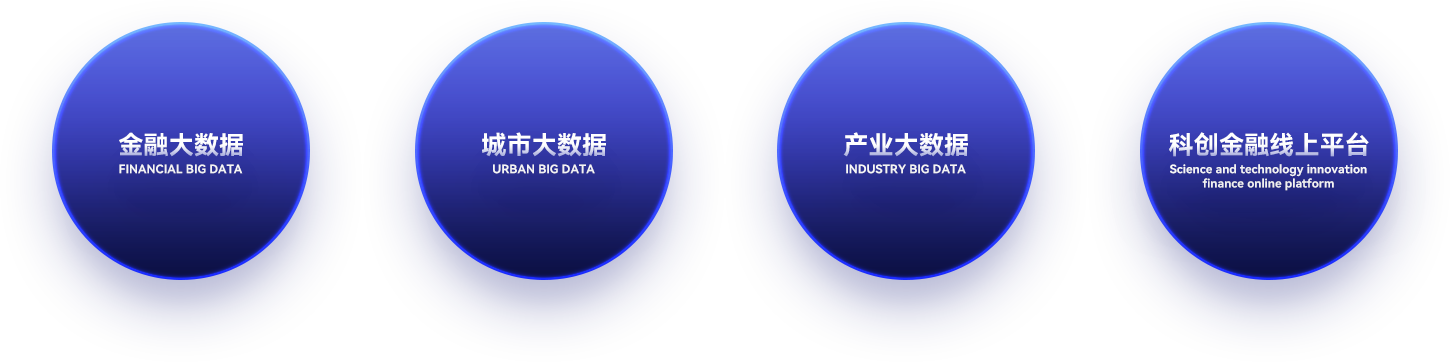 金融大数据
FINANCIAL BIG DATA
城市大数据
URBAN BIG DATA
产业大数据
INDUSTRY BIG DATA
科创金融线上平台
Science and technology innovation
finance online platform